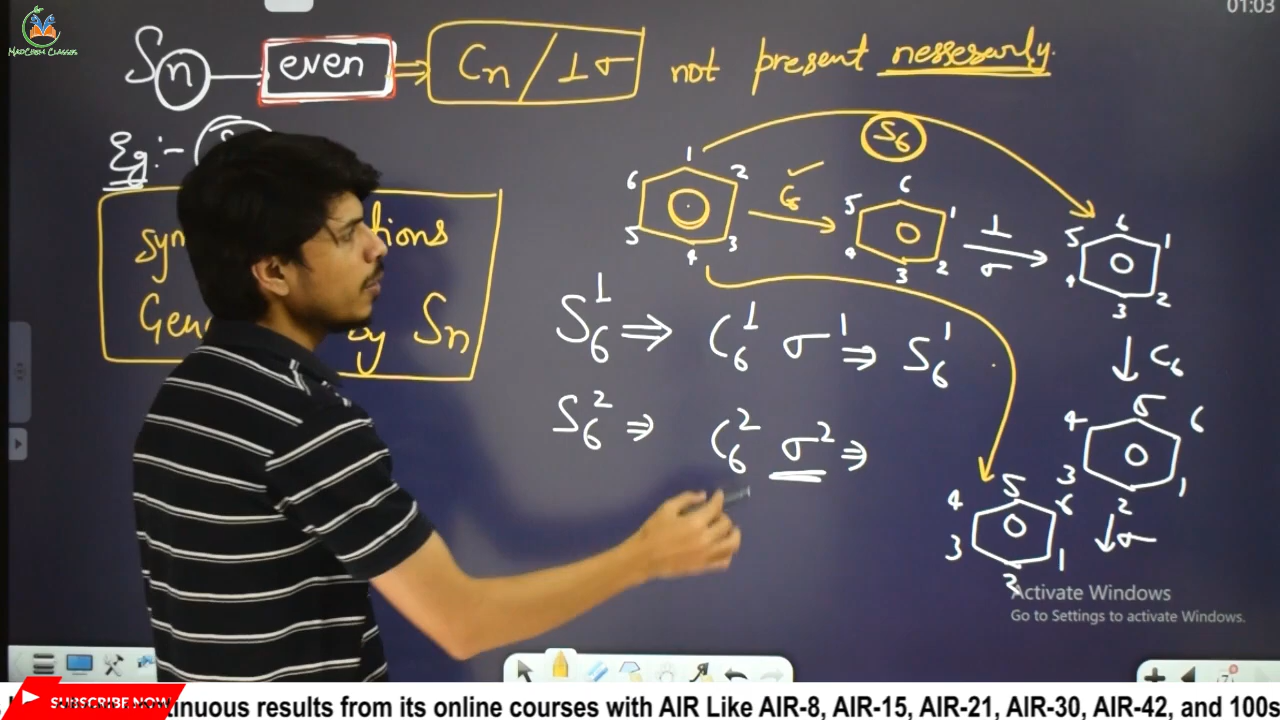 01:03
MadChem Classes
Sn — even ⇒ Cn / ⊥ σ not present nessesarly.
Eg:-
S6
1 2 3 4 5 6
C6
6 1 2 3 4 5
⊥
σ
6 1 2 3 4 5
Sn
S6^1 ⇒ C6^1 σ^1 ⇒ S6^1
↓ C6
S6^2 ⇒ C6^2 σ^2 ⇒
5 6 1 2 3 4
↓ σ
5 6 1 2 3 4
Activate Windows
Go to Settings to activate Windows.
SUBSCRIBE NOW
tinuous results from its online courses with AIR Like AIR-8, AIR-15, AIR-21, AIR-30, AIR-42, and 100s